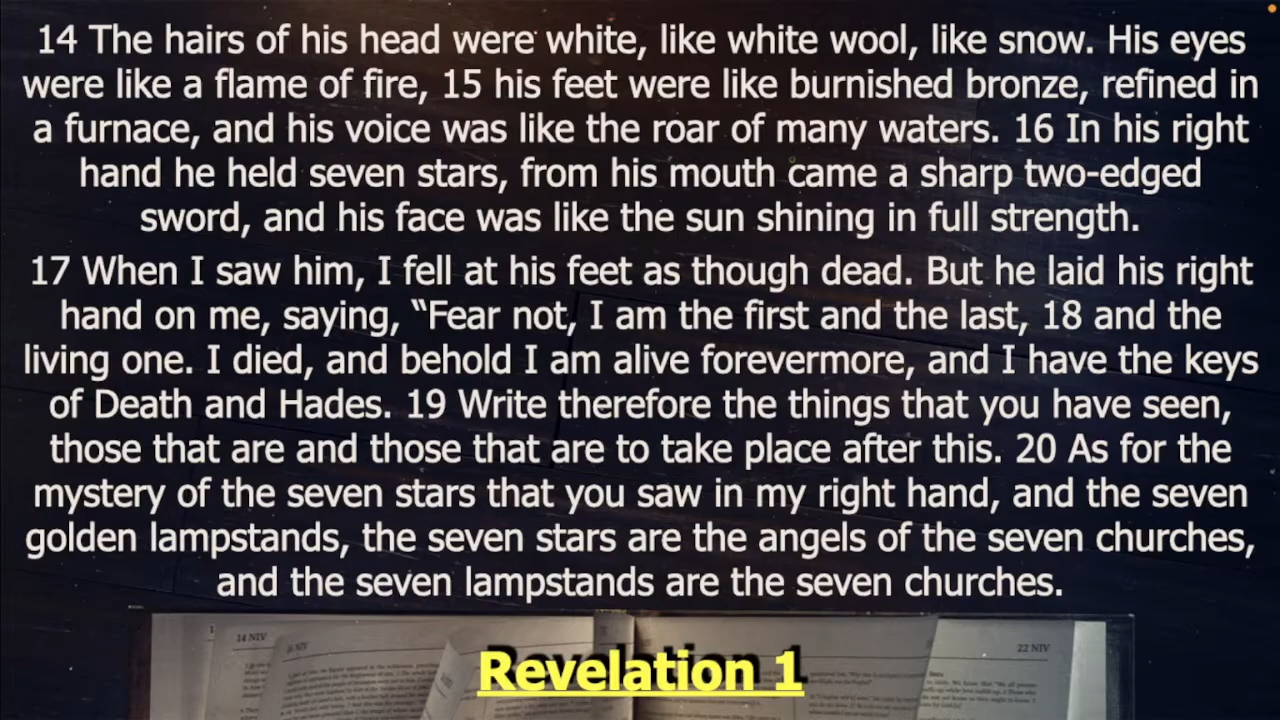 14 The hairs of his head were white, like white wool, like snow. His eyes
were like a flame of fire, 15 his feet were like burnished bronze, refined in
a furnace, and his voice was like the roar of many waters. 16 In his right
hand he held seven stars, from his mouth came a sharp two-edged
sword, and his face was like the sun shining in full strength.
17 When I saw him, I fell at his feet as though dead. But he laid his right
hand on me, saying, “Fear not, I am the first and the last, 18 and the
living one. I died, and behold I am alive forevermore, and I have the keys
of Death and Hades. 19 Write therefore the things that you have seen,
those that are and those that are to take place after this. 20 As for the
mystery of the seven stars that you saw in my right hand, and the seven
golden lampstands, the seven stars are the angels of the seven churches,
and the seven lampstands are the seven churches.
14 NIV
22 NIV
Revelation 1